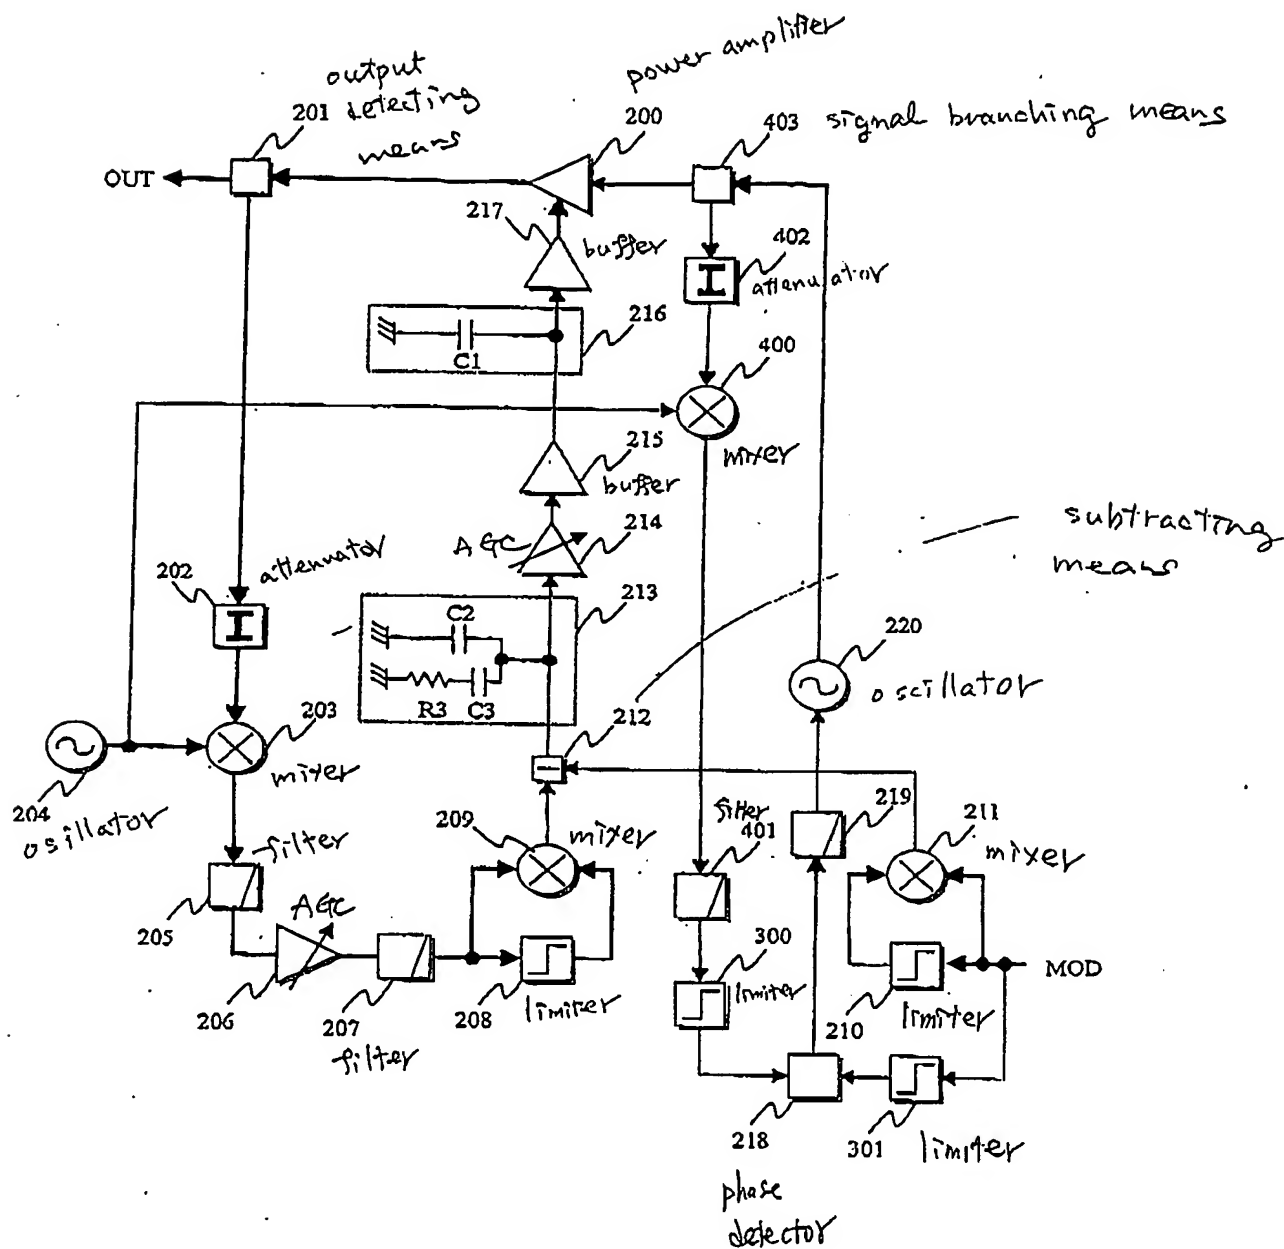 power amplifier
output
201 detecting
means
200
403 signal branching means
OUT
217
buffer
402
attenuator
216
C1
400
mixer
215
buffer
AGC
214
subtracting
means
attenuator
202
213
C2
R3 C3
220
oscillator
212
203
mixer
204
oscillator
209
mixer
filter
401
219
211
mixer
filter
205
AGC
206
207
filter
208
limiter
300
limiter
MOD
210
limiter
218
phase
detector
301
limiter